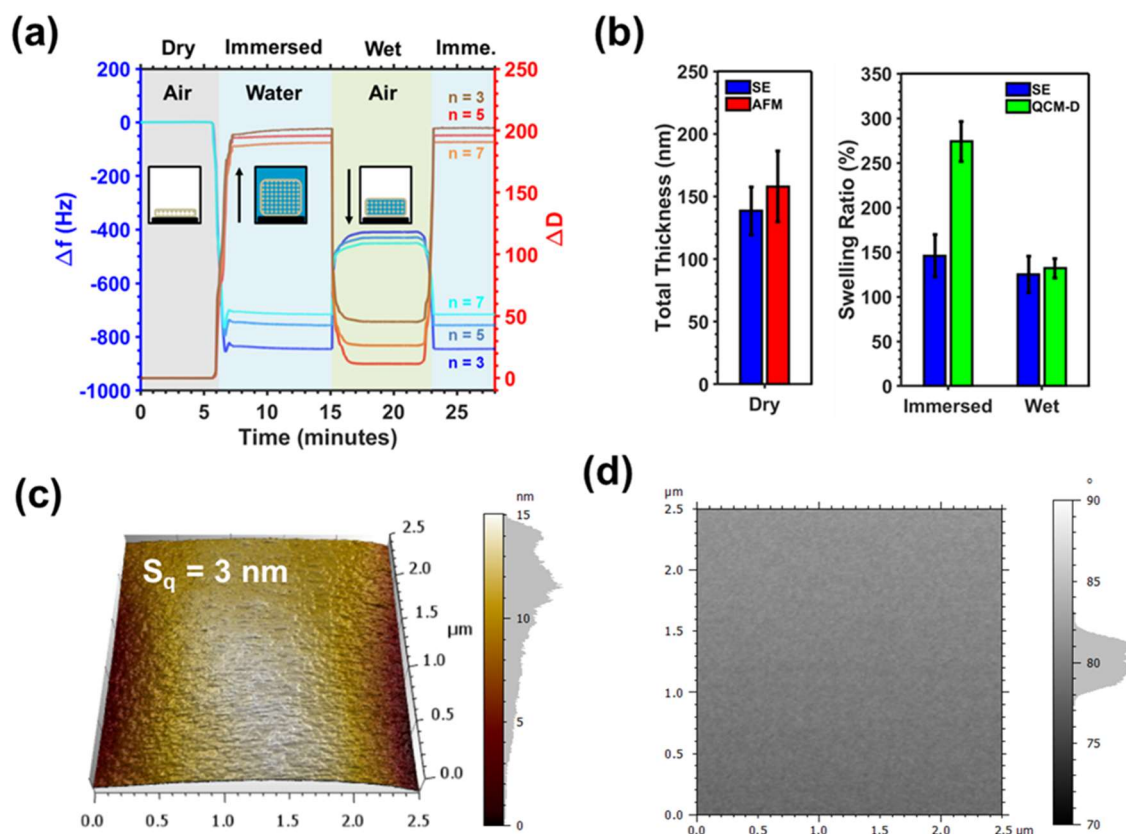 (a)
Dry Immersed Wet Imme.
Air Water Air
n = 3
n = 5
n = 7
n = 7
n = 5
n = 3
200
0
-200
-400
-600
-800
-1000
Δf (Hz)
250
200
150
100
50
0
ΔD
0 5 10 15 20 25
Time (minutes)
(b)
250
200
150
100
50
0
Total Thickness (nm)
SE
AFM
Dry
350
300
250
200
150
100
50
0
Swelling Ratio (%)
SE
QCM-D
Immersed Wet
(c)
Sq = 3 nm
nm
15
10
5
0
2.5
2.0
1.5
μm
1.0
0.5
0.0
0.0 0.5 1.0 1.5 2.0 2.5
(d)
μm
2.5
2.0
1.5
1.0
0.5
0.0
0.0 0.5 1.0 1.5 2.0 2.5 μm
°
90
85
80
75
70